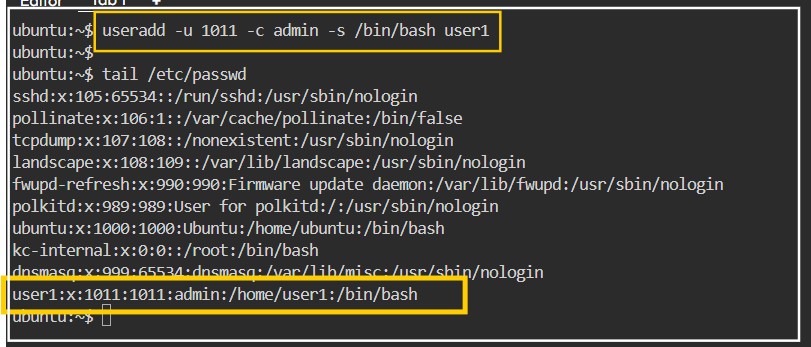 Editor Tab 1 +
ubuntu:~$ useradd -u 1011 -c admin -s /bin/bash user1
ubuntu:~$
ubuntu:~$ tail /etc/passwd
sshd:x:105:65534::/run/sshd:/usr/sbin/nologin
pollinate:x:106:1::/var/cache/pollinate:/bin/false
tcpdump:x:107:108::/nonexistent:/usr/sbin/nologin
landscape:x:108:109::/var/lib/landscape:/usr/sbin/nologin
fwupd-refresh:x:990:990:Firmware update daemon:/var/lib/fwupd:/usr/sbin/nologin
polkitd:x:989:989:User for polkitd:/:/usr/sbin/nologin
ubuntu:x:1000:1000:Ubuntu:/home/ubuntu:/bin/bash
kc-internal:x:0:0::/root:/bin/bash
dnsmasq:x:999:65534:dnsmasq:/var/lib/misc:/usr/sbin/nologin
user1:x:1011:1011:admin:/home/user1:/bin/bash
ubuntu:~$